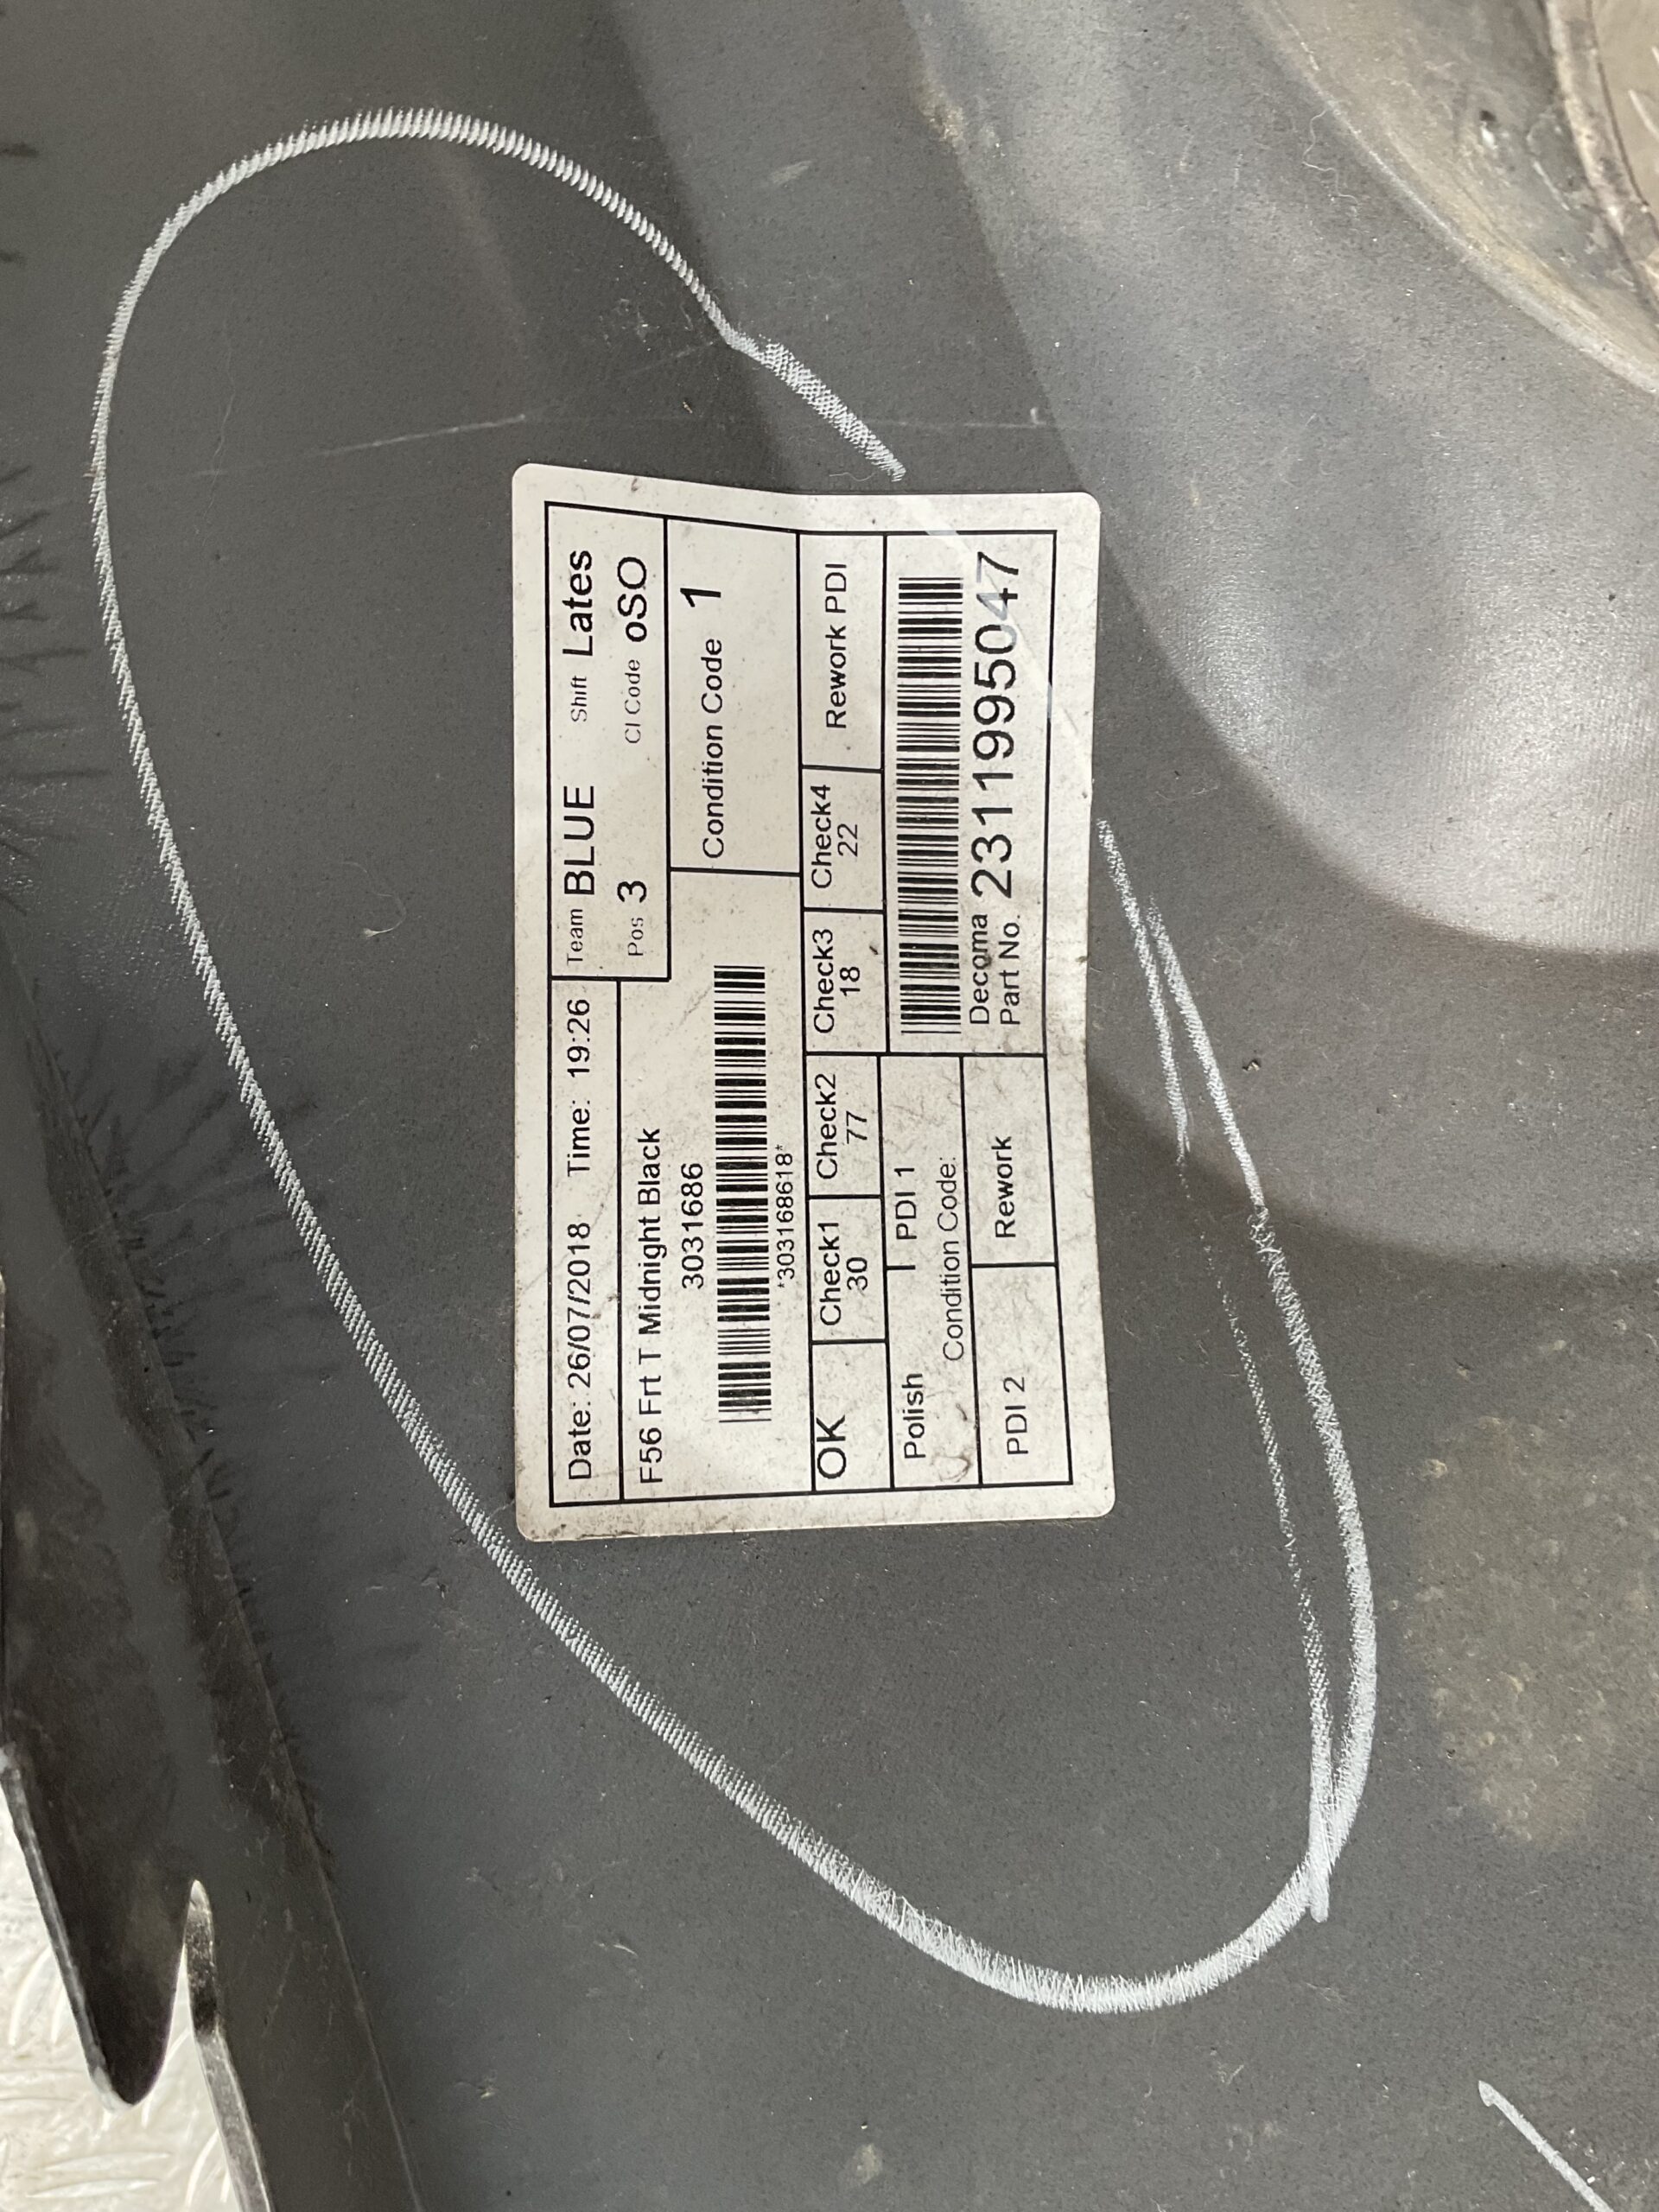 Date: 26/07/2018 Time: 19:26 Team BLUE Shift Lates
Pos 3 CI Code oSO
F56 Frt T Midnight Black
3031686
*303168618*
Condition Code 1
OK Check1 Check2 Check3 Check4 Rework PDI
30 77 18 22
Polish PDI 1
Condition Code:
PDI 2 Rework
Decoma
Part No. 2311995047